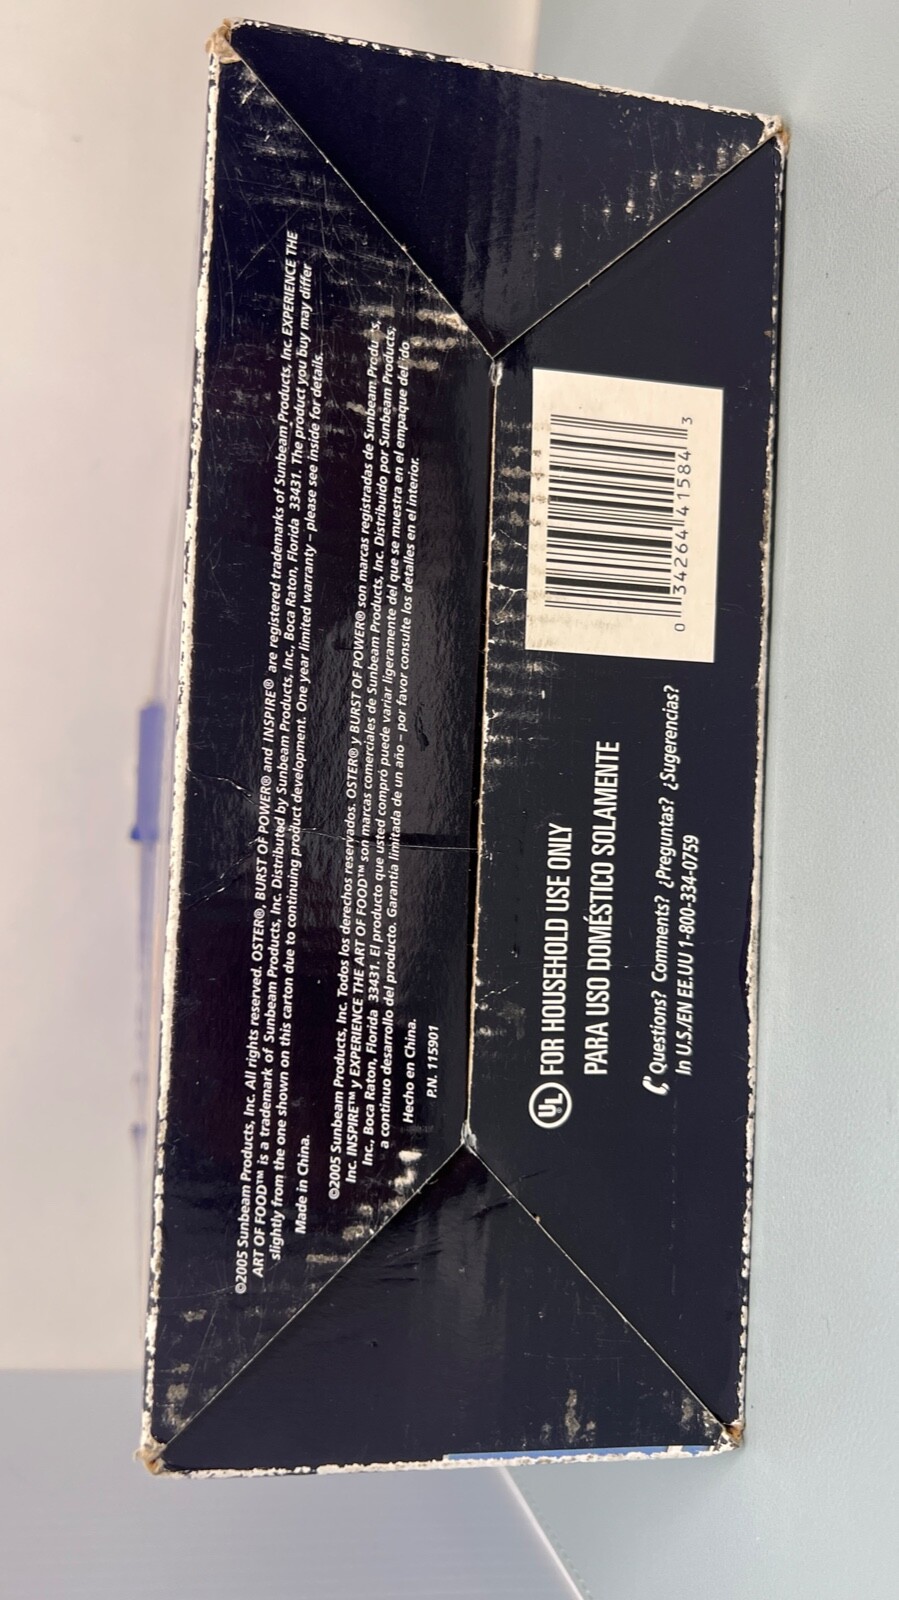 ©2005 Sunbeam Products, Inc. All rights reserved. OSTER®, BURST OF POWER® and INSPIRE® are registered trademarks of Sunbeam Products, Inc. EXPERIENCE THE
ART OF FOOD™ is a trademark of Sunbeam Products, Inc. Distributed by Sunbeam Products, Inc., Boca Raton, Florida 33431. The product you buy may differ
slightly from the one shown on this carton due to continuing product development. One year limited warranty – please see inside for details.
Made in China.
©2005 Sunbeam Products, Inc. Todos los derechos reservados. OSTER® y BURST OF POWER® son marcas registradas de Sunbeam
Inc. INSPIRE™ y EXPERIENCE THE ART OF FOOD™ son marcas comerciales de Sunbeam Products, Inc. Distribuido por Sunbeam Products,
Inc., Boca Raton, Florida 33431. El producto que usted compró puede variar ligeramente del que se muestra en el empaque
a continuo desarrollo del producto. Garantía limitada de un año – por favor consulte los detalles en el interior.
Hecho en China.
P.N. 115901
UL FOR HOUSEHOLD USE ONLY
PARA USO DOMÉSTICO SOLAMENTE
Questions? Comments? ¿Preguntas? ¿Sugerencias?
In U.S./EN EE.UU 1-800-334-0759
0 34264 41584 3